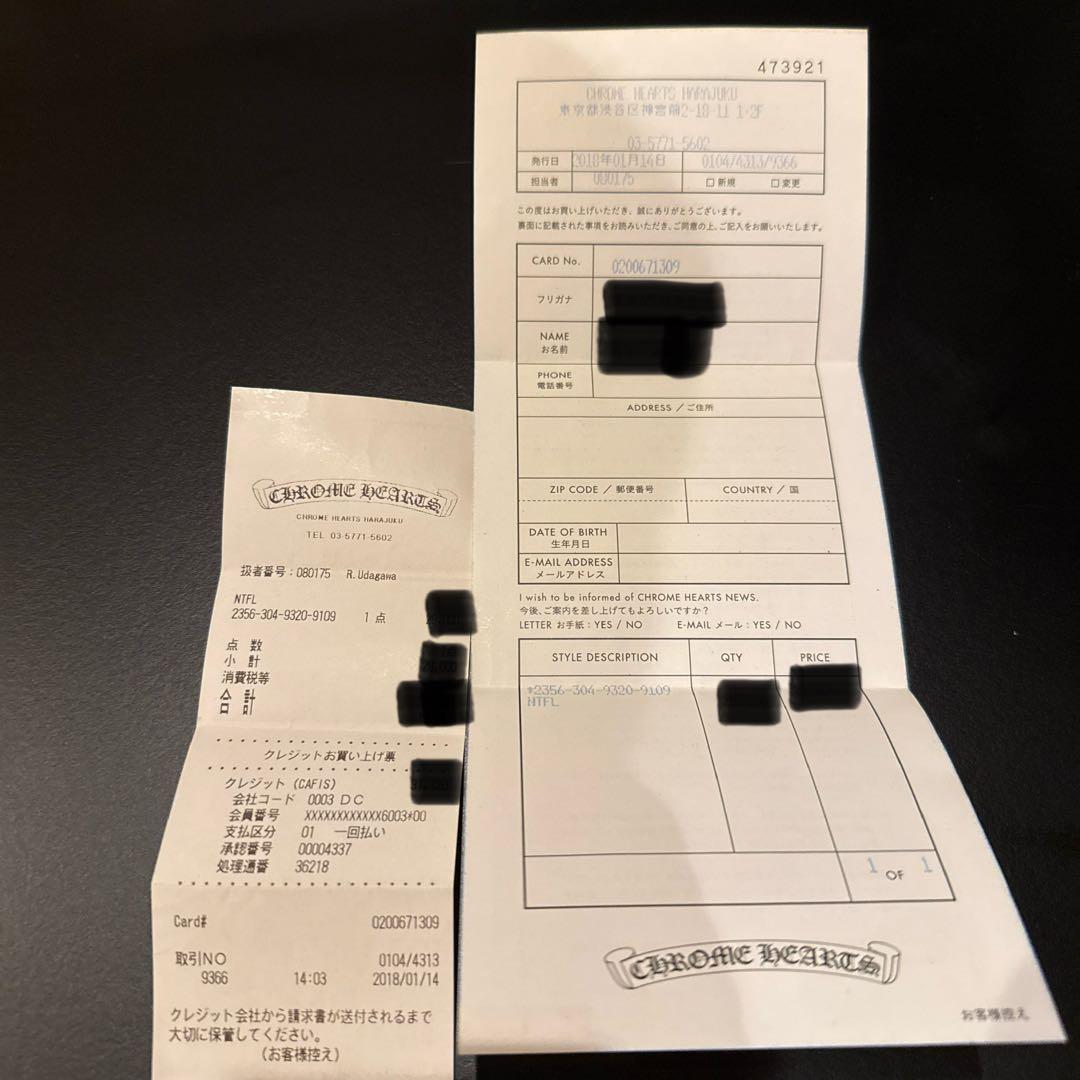 CHROME HEARTS
CHROME HEARTS HARAJUKU
TEL 03-5771-5602
扱者番号:080175 R.Udagawa
NTFL
2356-304-9320-9109 1 点
点 数
小 計
消費税等
合 計
クレジットお買い上げ票
クレジット(CAFIS)
会社コード 0003 DC
会員番号 XXXXXXXXXXXX6003*00
支払区分 01 一回払い
承認番号 00004337
処理通番 36218
Card# 0200671309
取引NO 0104/4313
9366 14:03 2018/01/14
クレジット会社から請求書が送付されるまで
大切に保管してください。
(お客様控え)
473921
CHROME HEARTS HARAJUKU
東京都渋谷区神宮前2-18-11 1・2F
03-5771-5602
発行日 2018年01月14日 0104/4313/9366
担当者 080175 □ 新規 □ 変更
この度はお買い上げいただき、誠にありがとうございます。
裏面に記載された事項をお読みいただき、ご同意の上、ご記入をお願いいたします。
CARD No. 0200671309
フリガナ
NAME
お名前
PHONE
電話番号
ADDRESS / ご住所
ZIP CODE / 郵便番号 COUNTRY / 国
DATE OF BIRTH
生年月日
E-MAIL ADDRESS
メールアドレス
I wish to be informed of CHROME HEARTS NEWS.
今後、ご案内を差し上げてもよろしいですか?
LETTER お手紙 : YES / NO E-MAIL メール : YES / NO
STYLE DESCRIPTION QTY PRICE
*2356-304-9320-9109
NTFL
1 OF 1
CHROME HEARTS
お客様控え